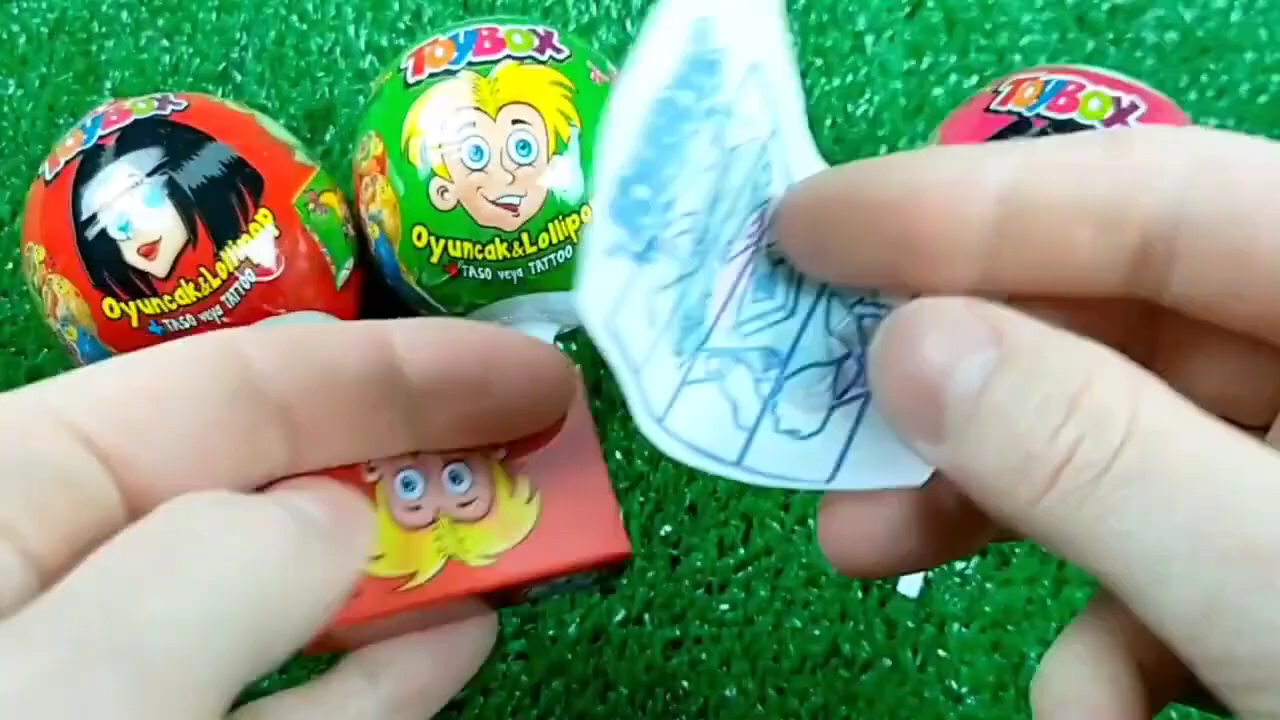 TOYBOX
Oyuncak&Lollipop
+ TASO veya TATTOO
TOYBOX
Oyuncak&Lollipo
+ TASO veya TATTOO
TOYBOX